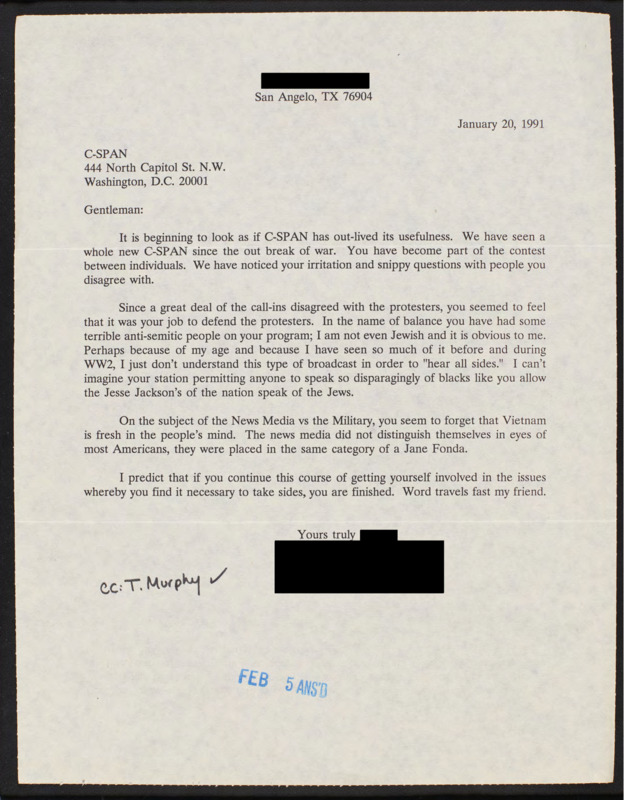 San Angelo, TX 76904
January 20, 1991
C-SPAN
444 North Capitol St. N.W.
Washington, D.C. 20001
Gentleman:
It is beginning to look as if C-SPAN has out-lived its usefulness. We have seen a
whole new C-SPAN since the out break of war. You have become part of the contest
between individuals. We have noticed your irritation and snippy questions with people you
disagree with.
Since a great deal of the call-ins disagreed with the protesters, you seemed to feel
that it was your job to defend the protesters. In the name of balance you have had some
terrible anti-semitic people on your program; I am not even Jewish and it is obvious to me.
Perhaps because of my age and because I have seen so much of it before and during
WW2, I just don't understand this type of broadcast in order to "hear all sides." I can't
imagine your station permitting anyone to speak so disparagingly of blacks like you allow
the Jesse Jackson's of the nation speak of the Jews.
On the subject of the News Media vs the Military, you seem to forget that Vietnam
is fresh in the people's mind. The news media did not distinguish themselves in eyes of
most Americans, they were placed in the same category of a Jane Fonda.
I predict that if you continue this course of getting yourself involved in the issues
whereby you find it necessary to take sides, you are finished. Word travels fast my friend.
Yours truly
cc: T. Murphy ✓
FEB 5 ANS'D